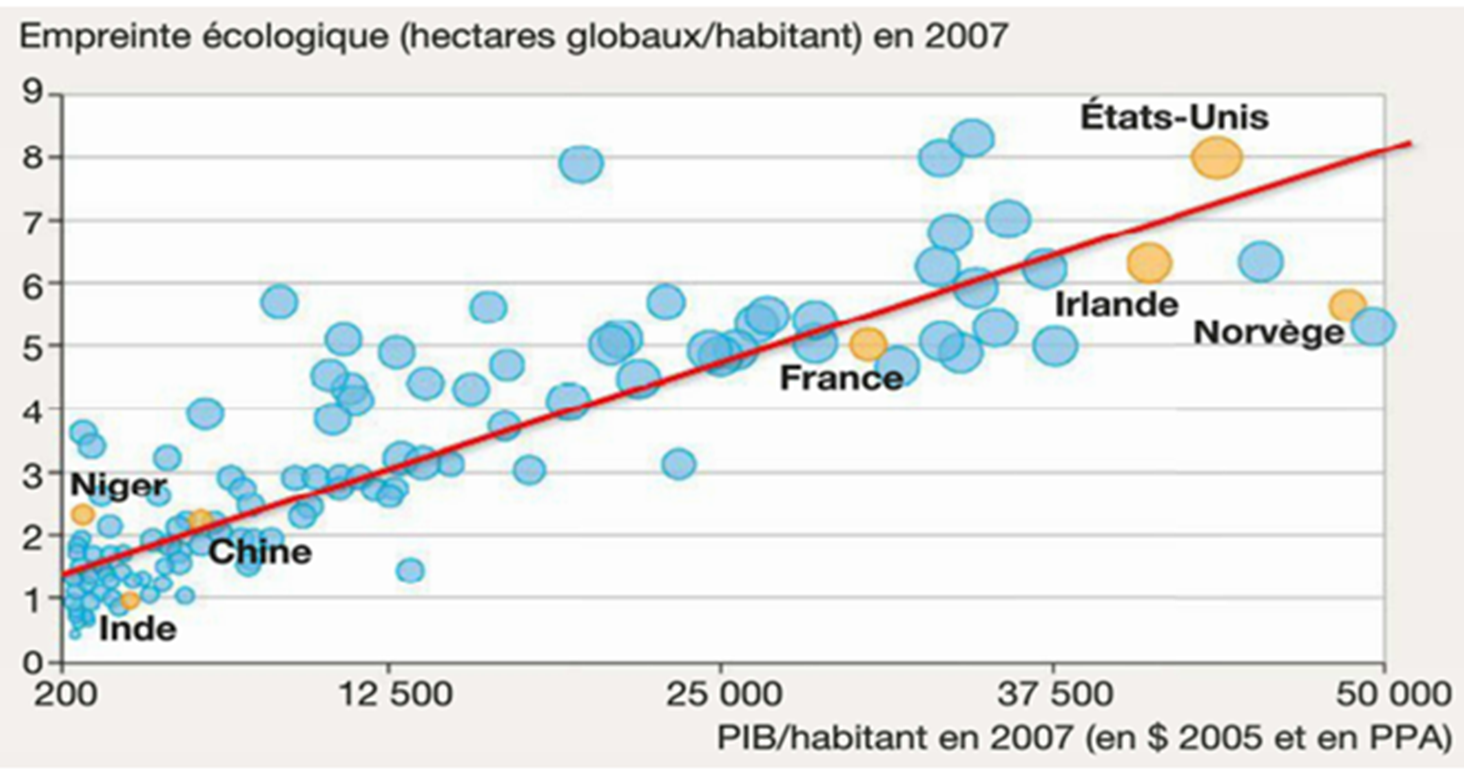 Empreinte écologique (hectares globaux/habitant) en 2007
9
États-Unis
8
7
6
Irlande
Norvège
5
France
4
3
Niger
2
Chine
1
Inde
0
200 12 500 25 000 37 500 50 000
PIB/habitant en 2007 (en $ 2005 et en PPA)